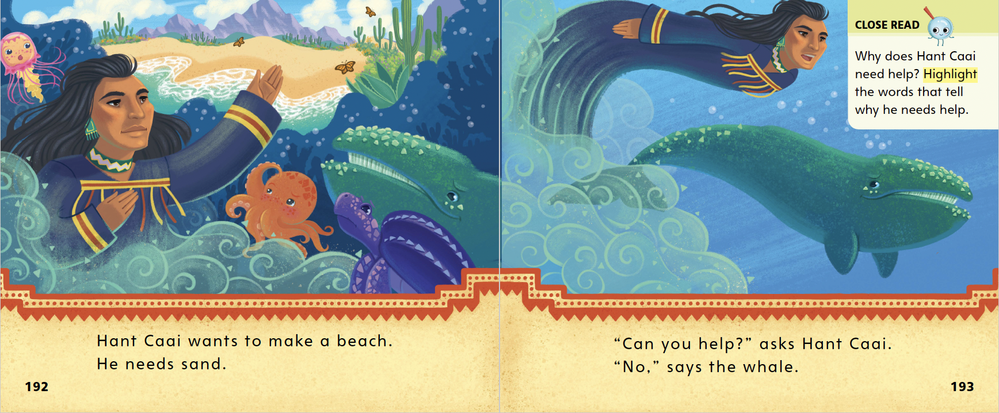 Hant Caai wants to make a beach.
He needs sand.
192
CLOSE READ
Why does Hant Caai
need help? Highlight
the words that tell
why he needs help.
“Can you help?” asks Hant Caai.
“No,” says the whale.
193